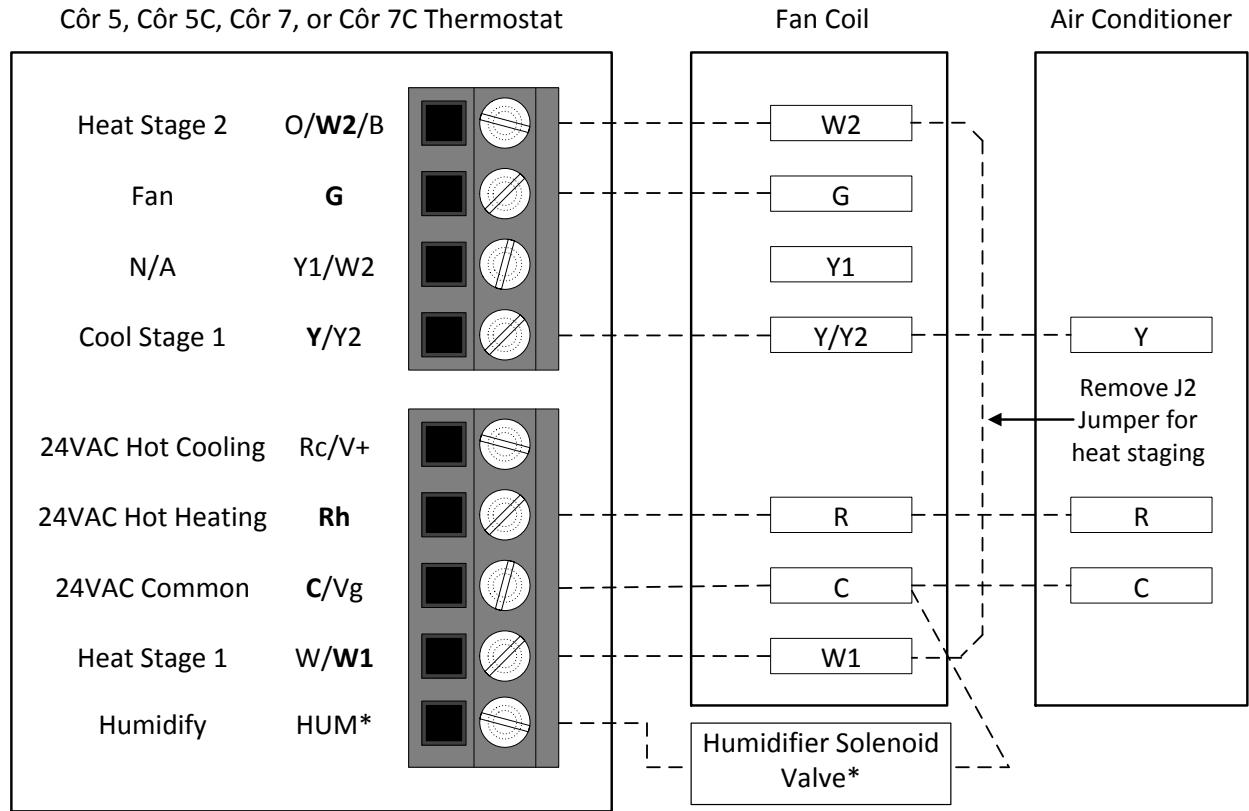 Côr 5, Côr 5C, Côr 7, or Côr 7C Thermostat
Fan Coil
Air Conditioner
Heat Stage 2 O/W2/B
W2
Fan G
G
N/A Y1/W2
Y1
Cool Stage 1 Y/Y2
Y/Y2
Y
Remove J2
Jumper for
heat staging
24VAC Hot Cooling Rc/V+
24VAC Hot Heating Rh
R
R
24VAC Common C/Vg
C
C
Heat Stage 1 W/W1
W1
Humidify HUM*
Humidifier Solenoid
Valve*